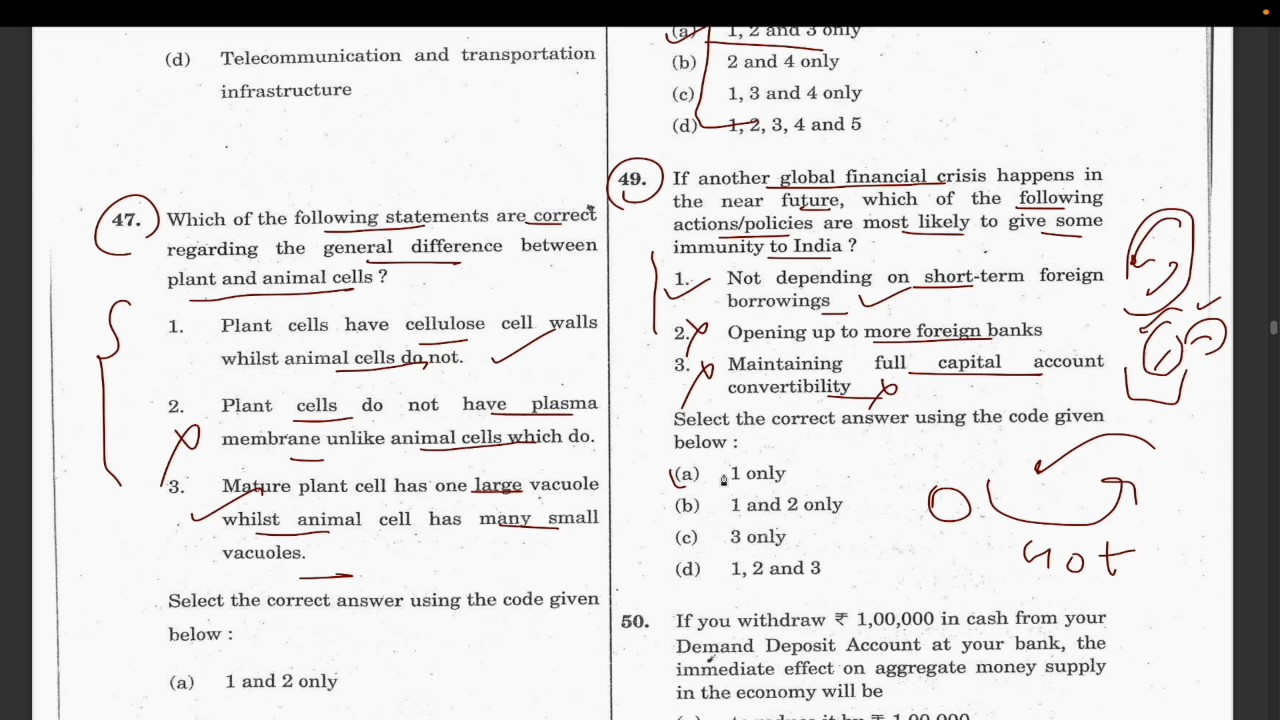 (d) Telecommunication and transportation
infrastructure
47. Which of the following statements are correct
regarding the general difference between
plant and animal cells ?
1. Plant cells have cellulose cell walls
whilst animal cells do not.
2. Plant cells do not have plasma
membrane unlike animal cells which do.
3. Mature plant cell has one large vacuole
whilst animal cell has many small
vacuoles.
Select the correct answer using the code given
below :
(a) 1 and 2 only
(a) 1, 2 and 3 only
(b) 2 and 4 only
(c) 1, 3 and 4 only
(d) 1, 2, 3, 4 and 5
49. If another global financial crisis happens in
the near future, which of the following
actions/policies are most likely to give some
immunity to India ?
1. Not depending on short-term foreign
borrowings
2. Opening up to more foreign banks
3. Maintaining full capital account
convertibility
Select the correct answer using the code given
below :
(a) 1 only
(b) 1 and 2 only
(c) 3 only
(d) 1, 2 and 3
50. If you withdraw ₹ 1,00,000 in cash from your
Demand Deposit Account at your bank, the
immediate effect on aggregate money supply
in the economy will be
to reduce it by ₹ 1,00,000